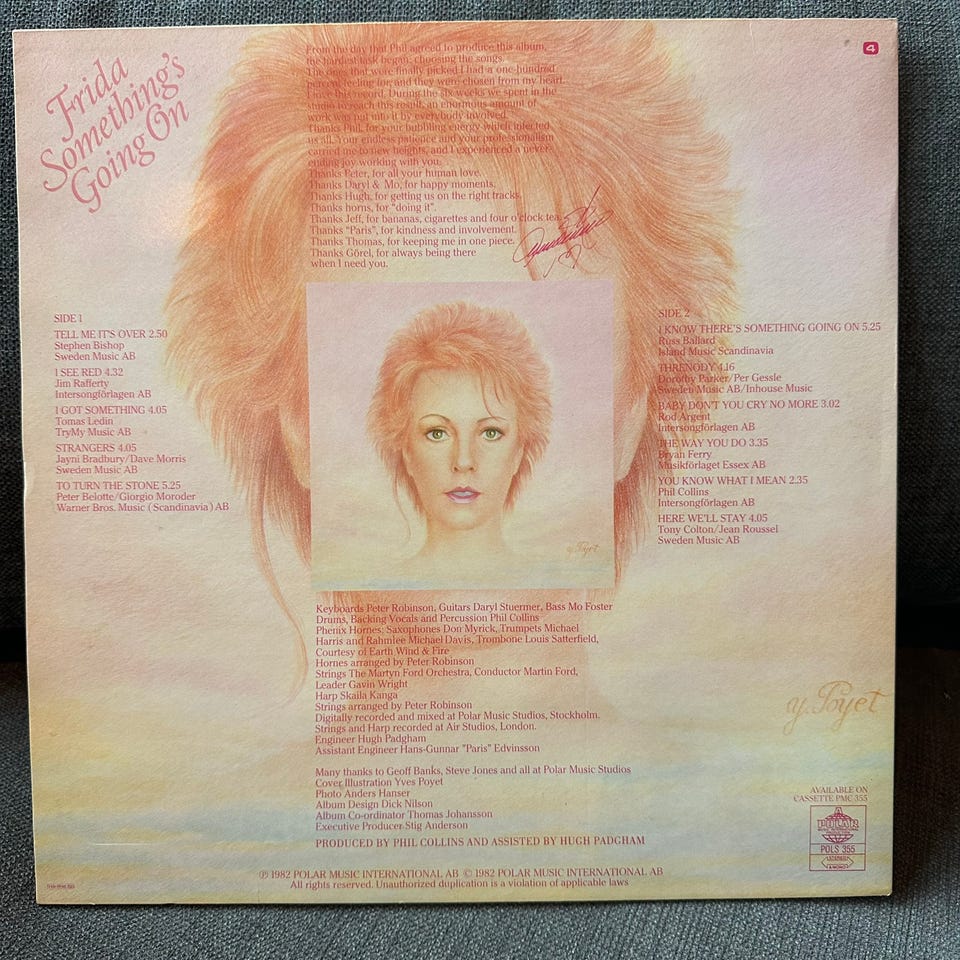 Frida
Something's
Going On
4
From the day that Phil agreed to produce this album,
the hardest task began: choosing the songs.
The ones that were finally picked I had a one-hundred
percent feeling for, and they were chosen from my heart.
I love this record. During the six weeks we spent in the
studio to reach this result, an enormous amount of
work was put into it by everybody involved.
Thanks Phil, for your bubbling energy which infected
us all. Your endless patience and your professionalism
carried me to new heights, and I experienced a never-
ending joy working with you.
Thanks Peter, for all your human love.
Thanks Daryl & Mo, for happy moments.
Thanks Hugh, for getting us on the right tracks.
Thanks horns, for "doing it".
Thanks Jeff, for bananas, cigarettes and four o'clock tea.
Thanks "Paris", for kindness and involvement.
Thanks Thomas, for keeping me in one piece.
Thanks Görel, for always being there
when I need you.
SIDE 1
TELL ME IT'S OVER 2.50
Stephen Bishop
Sweden Music AB
I SEE RED 4.32
Jim Rafferty
Intersongförlagen AB
I GOT SOMETHING 4.05
Tomas Ledin
TryMy Music AB
STRANGERS 4.05
Jayni Bradbury/Dave Morris
Sweden Music AB
TO TURN THE STONE 5.25
Peter Belotte/Giorgio Moroder
Warner Bros. Music (Scandinavia) AB
SIDE 2
I KNOW THERE'S SOMETHING GOING ON 5.25
Russ Ballard
Island Music Scandinavia
THRENODY 4.16
Dorothy Parker/Per Gessle
Sweden Music AB/Inhouse Music
BABY DON'T YOU CRY NO MORE 3.02
Rod Argent
Intersongförlagen AB
THE WAY YOU DO 3.35
Bryan Ferry
Musikförlaget Essex AB
YOU KNOW WHAT I MEAN 2.35
Phil Collins
Intersongförlagen AB
HERE WE'LL STAY 4.05
Tony Colton/Jean Roussel
Sweden Music AB
y. Poyet
Keyboards Peter Robinson, Guitars Daryl Stuermer, Bass Mo Foster
Drums, Backing Vocals and Percussion Phil Collins
Phenix Hornes: Saxophones Don Myrick, Trumpets Michael
Harris and Rahmlee Michael Davis, Trombone Louis Satterfield,
Courtesy of Earth Wind & Fire
Hornes arranged by Peter Robinson
Strings The Martyn Ford Orchestra, Conductor Martin Ford,
Leader Gavin Wright
Harp Skaila Kanga
Strings arranged by Peter Robinson
Digitally recorded and mixed at Polar Music Studios, Stockholm.
Strings and Harp recorded at Air Studios, London.
Engineer Hugh Padgham
Assistant Engineer Hans-Gunnar "Paris" Edvinsson
Many thanks to Geoff Banks, Steve Jones and all at Polar Music Studios
Cover Illustration Yves Poyet
Photo Anders Hanser
Album Design Dick Nilson
Album Co-ordinator Thomas Johansson
Executive Producer Stig Anderson
PRODUCED BY PHIL COLLINS AND ASSISTED BY HUGH PADGHAM
y. Poyet
AVAILABLE ON
CASSETTE PMC 355
POLAR
POLS 355
STEREO
& MONO
℗ 1982 POLAR MUSIC INTERNATIONAL AB © 1982 POLAR MUSIC INTERNATIONAL AB
All rights reserved. Unauthorized duplication is a violation of applicable laws